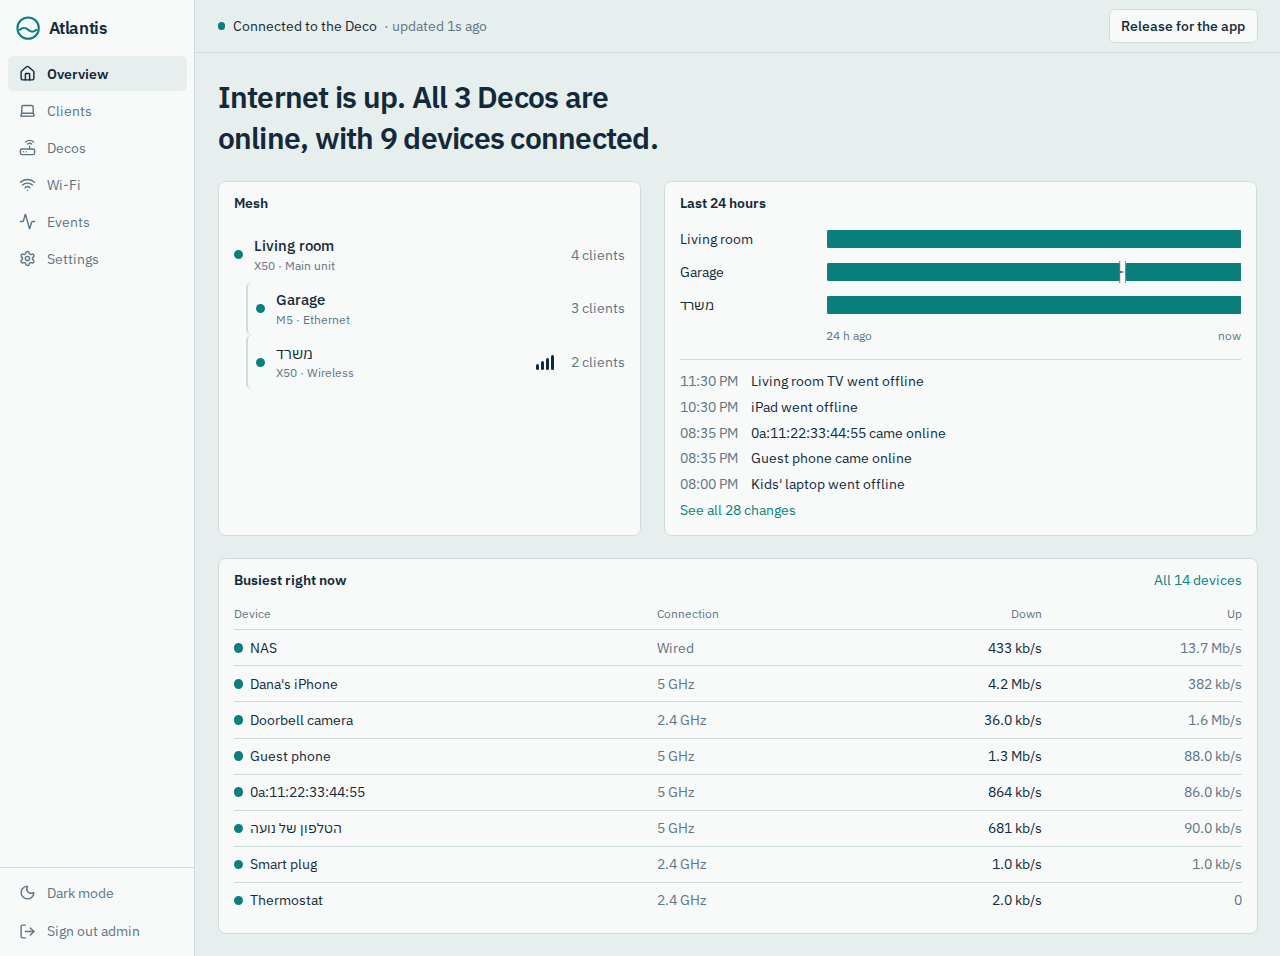 Atlantis
Overview
Clients
Decos
Wi-Fi
Events
Settings
Dark mode
Sign out admin
Connected to the Deco · updated 1s ago
Release for the app
Internet is up. All 3 Decos are
online, with 9 devices connected.
Mesh
Living room
X50 · Main unit
4 clients
Garage
M5 · Ethernet
3 clients
משרד
X50 · Wireless
2 clients
Last 24 hours
Living room
Garage
משרד
24 h ago now
11:30 PM Living room TV went offline
10:30 PM iPad went offline
08:35 PM 0a:11:22:33:44:55 came online
08:35 PM Guest phone came online
08:00 PM Kids' laptop went offline
See all 28 changes
Busiest right now All 14 devices
Device Connection Down Up
NAS Wired 433 kb/s 13.7 Mb/s
Dana's iPhone 5 GHz 4.2 Mb/s 382 kb/s
Doorbell camera 2.4 GHz 36.0 kb/s 1.6 Mb/s
Guest phone 5 GHz 1.3 Mb/s 88.0 kb/s
0a:11:22:33:44:55 5 GHz 864 kb/s 86.0 kb/s
הטלפון של נועה 5 GHz 681 kb/s 90.0 kb/s
Smart plug 2.4 GHz 1.0 kb/s 1.0 kb/s
Thermostat 2.4 GHz 2.0 kb/s 0